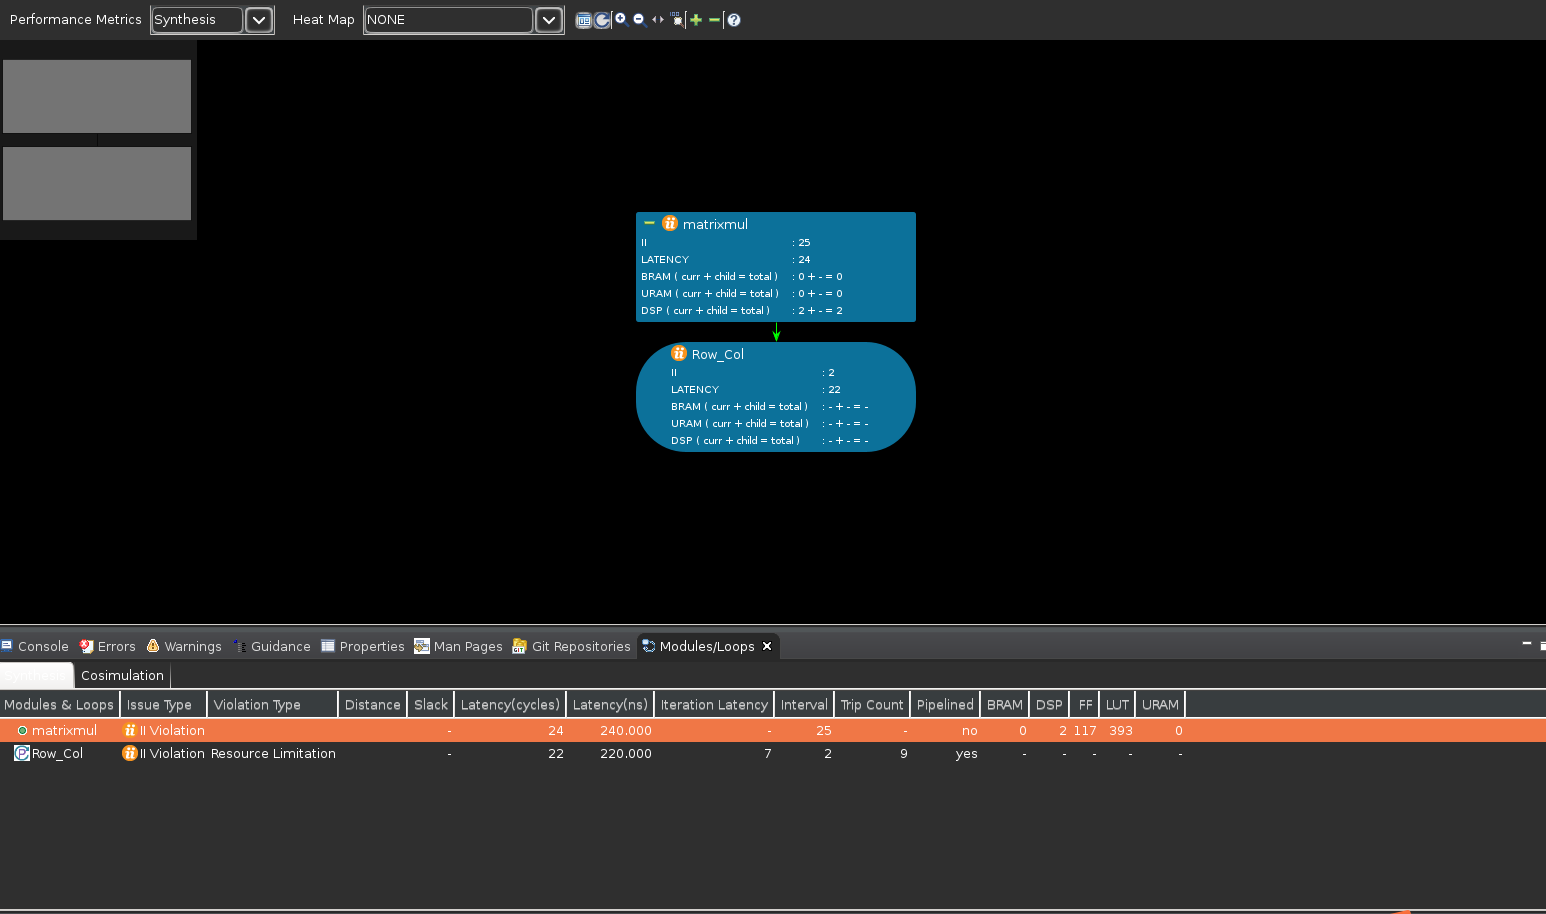 Performance Metrics Synthesis Heat Map NONE
matrixmul
II : 25
LATENCY : 24
BRAM ( curr + child = total ) : 0 + - = 0
URAM ( curr + child = total ) : 0 + - = 0
DSP ( curr + child = total ) : 2 + - = 2
Row_Col
II : 2
LATENCY : 22
BRAM ( curr + child = total ) : - + - = -
URAM ( curr + child = total ) : - + - = -
DSP ( curr + child = total ) : - + - = -
Console Errors Warnings Guidance Properties Man Pages Git Repositories Modules/Loops
Cosimulation
Modules & Loops Issue Type Violation Type Distance Slack Latency(cycles) Latency(ns) Iteration Latency Interval Trip Count Pipelined BRAM DSP FF LUT URAM
matrixmul II Violation - 24 240.000 - 25 - no 0 2 117 393 0
Row_Col II Violation Resource Limitation - 22 220.000 7 2 9 yes - - - - -